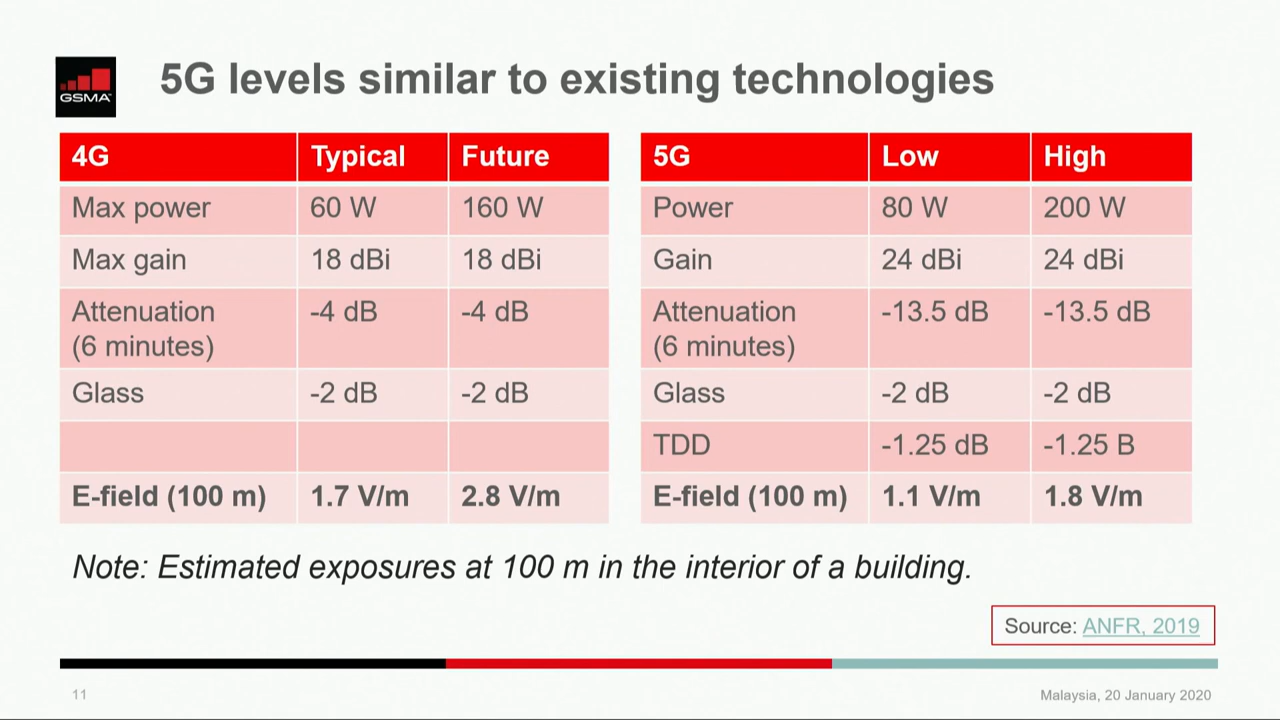 GSMA™
5G levels similar to existing technologies
4G Typical Future
Max power 60 W 160 W
Max gain 18 dBi 18 dBi
Attenuation -4 dB -4 dB
(6 minutes)
Glass -2 dB -2 dB
E-field (100 m) 1.7 V/m 2.8 V/m
5G Low High
Power 80 W 200 W
Gain 24 dBi 24 dBi
Attenuation -13.5 dB -13.5 dB
(6 minutes)
Glass -2 dB -2 dB
TDD -1.25 dB -1.25 B
E-field (100 m) 1.1 V/m 1.8 V/m
Note: Estimated exposures at 100 m in the interior of a building.
Source: ANFR, 2019
11
Malaysia, 20 January 2020